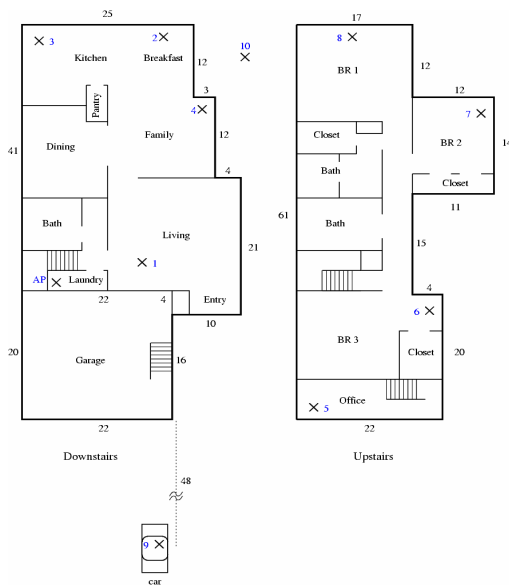 25
17
2
3
10
8
Kitchen
Breakfast
BR 1
12
12
Pantry
3
12
4
7
Closet
Family
12
BR 2
14
41
Dining
Bath
4
Closet
61
11
Bath
Bath
Living
21
15
1
AP
Laundry
22
4
Entry
4
6
10
20
Garage
16
BR 3
Closet
20
Office
5
22
22
Downstairs
Upstairs
48
9
car